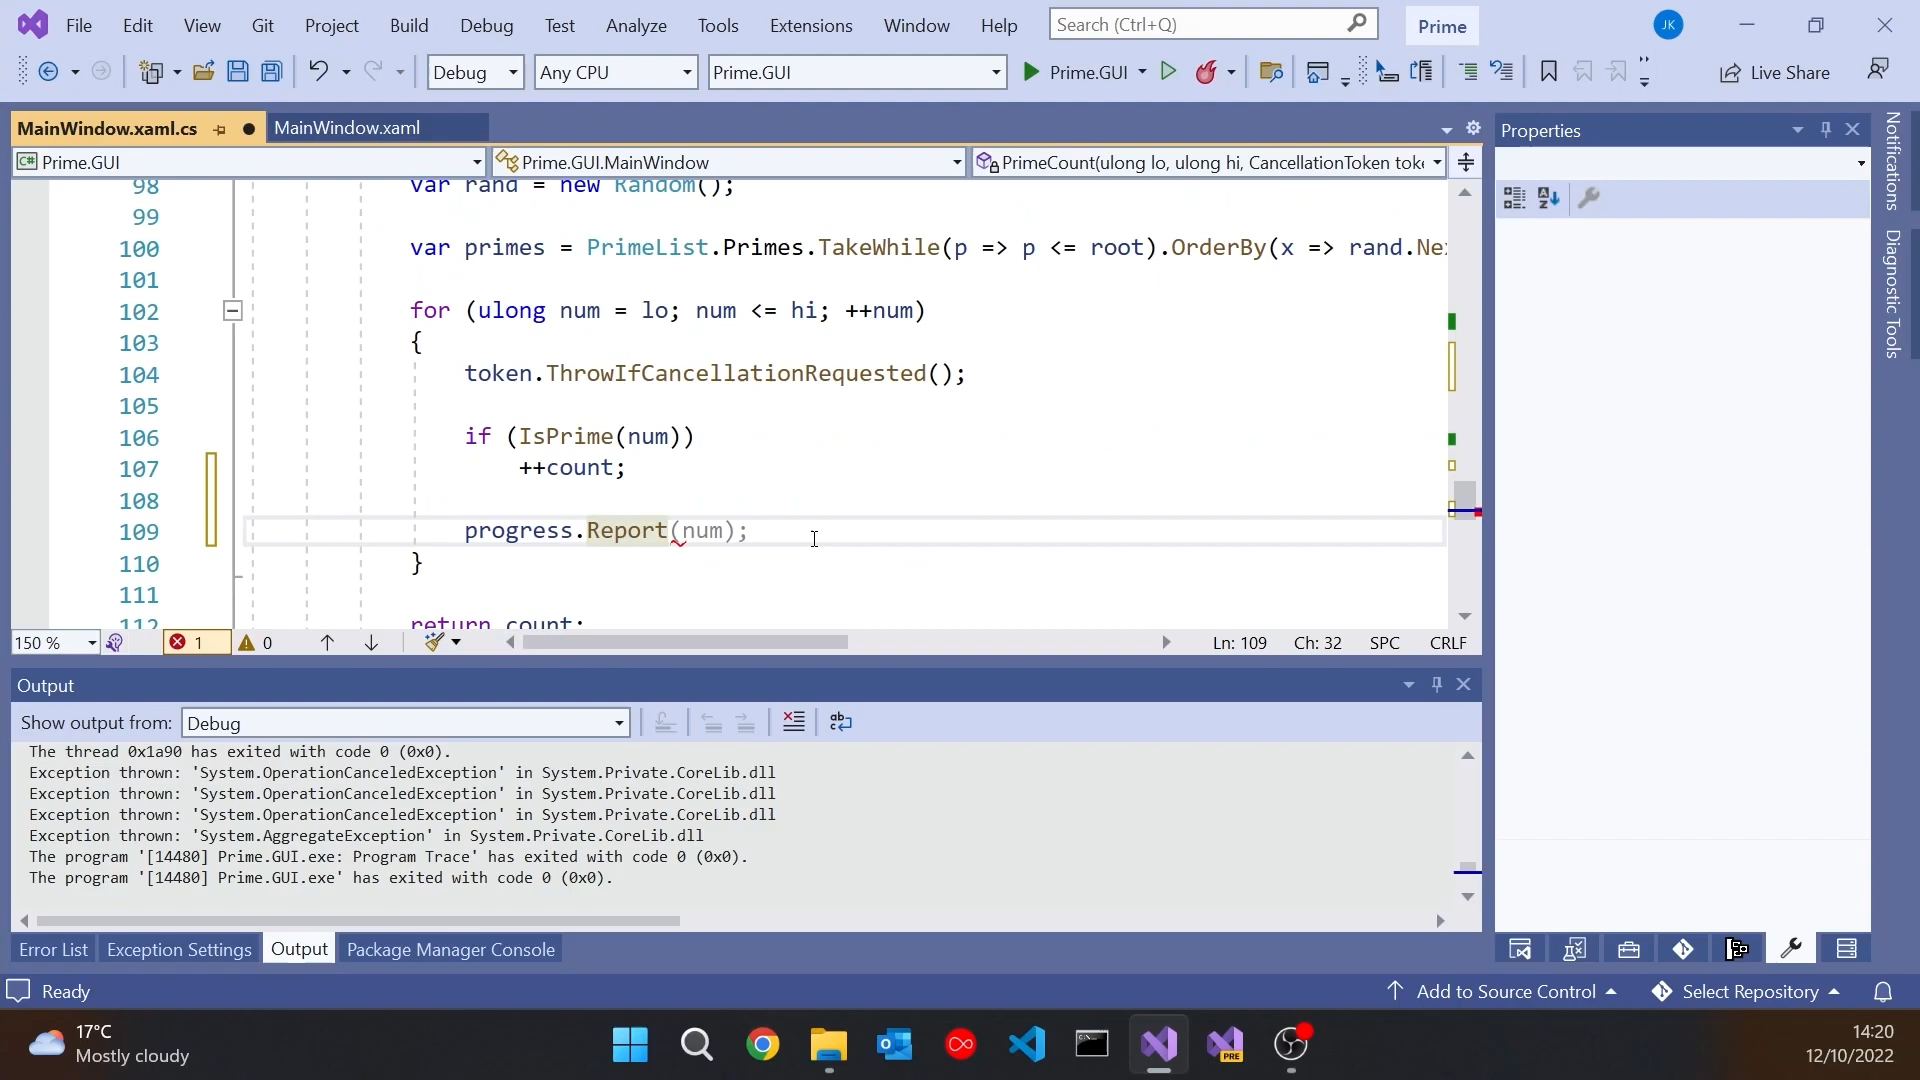 File Edit View Git Project Build Debug Test Analyze Tools Extensions Window Help Search (Ctrl+Q) Prime JK
Debug Any CPU Prime.GUI Prime.GUI Live Share
MainWindow.xaml.cs MainWindow.xaml
Prime.GUI Prime.GUI.MainWindow PrimeCount(ulong lo, ulong hi, CancellationToken toke
98 var rand = new Random();
99
100 var primes = PrimeList.Primes.TakeWhile(p => p <= root).OrderBy(x => rand.Nex
101
102 for (ulong num = lo; num <= hi; ++num)
103 {
104 token.ThrowIfCancellationRequested();
105
106 if (IsPrime(num))
107 ++count;
108
109 progress.Report(num);
110 }
111
112 return count;
150 % 1 0 Ln: 109 Ch: 32 SPC CRLF
Output
Show output from: Debug
The thread 0x1a90 has exited with code 0 (0x0).
Exception thrown: 'System.OperationCanceledException' in System.Private.CoreLib.dll
Exception thrown: 'System.OperationCanceledException' in System.Private.CoreLib.dll
Exception thrown: 'System.OperationCanceledException' in System.Private.CoreLib.dll
Exception thrown: 'System.AggregateException' in System.Private.CoreLib.dll
The program '[14480] Prime.GUI.exe: Program Trace' has exited with code 0 (0x0).
The program '[14480] Prime.GUI.exe' has exited with code 0 (0x0).
Error List Exception Settings Output Package Manager Console
Properties
Notifications
Diagnostic Tools
Ready Add to Source Control Select Repository
17°C
Mostly cloudy
PRE
14:20
12/10/2022